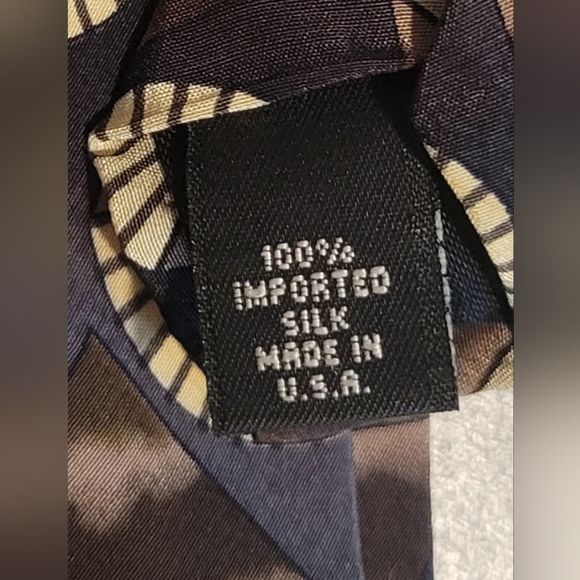 100%
IMPORTED
SILK
MADE IN
U.S.A.